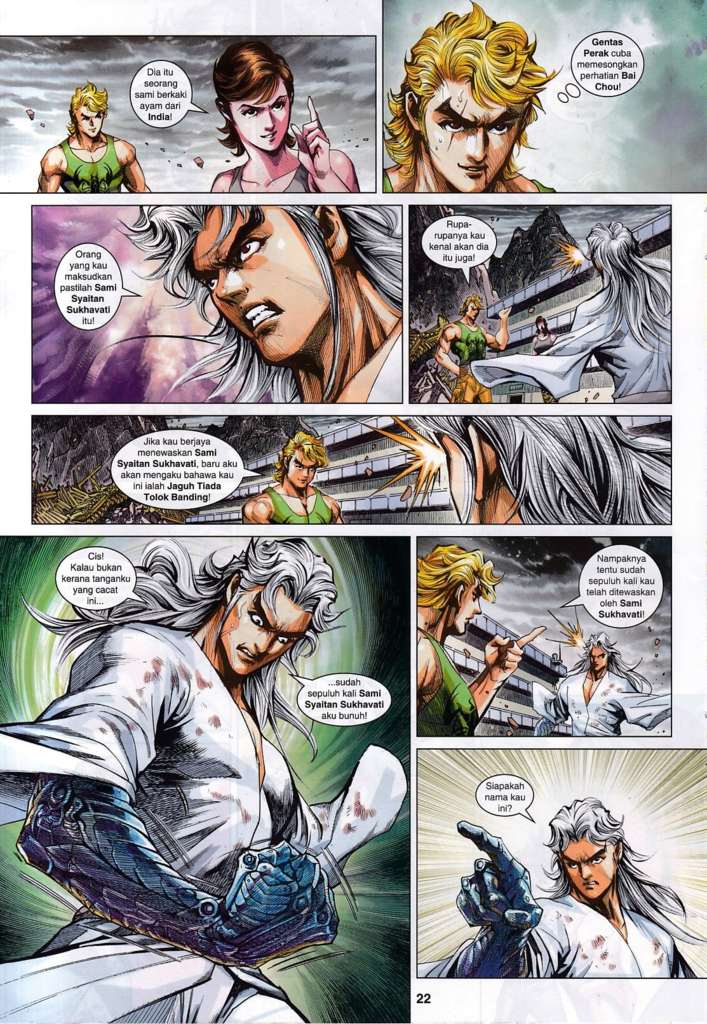 Dia itu
seorang
sami berkaki
ayam dari
India!
Gentas
Perak cuba
memesongkan
perhatian Bai
Chou!
Orang
yang kau
maksudkan
pastilah Sami
Syaitan
Sukhavati
itu!
Rupa-
rupanya kau
kenal akan dia
itu juga!
Jika kau berjaya
menewaskan Sami
Syaitan Sukhavati, baru aku
akan mengaku bahawa kau
ini ialah Jaguh Tiada
Tolok Banding!
Cis!
Kalau bukan
kerana tanganku
yang cacat
ini...
...sudah
sepuluh kali Sami
Syaitan Sukhavati
aku bunuh!
Nampaknya
tentu sudah
sepuluh kali kau
telah ditewaskan
oleh Sami
Sukhavati!
Siapakah
nama kau
ini?
22